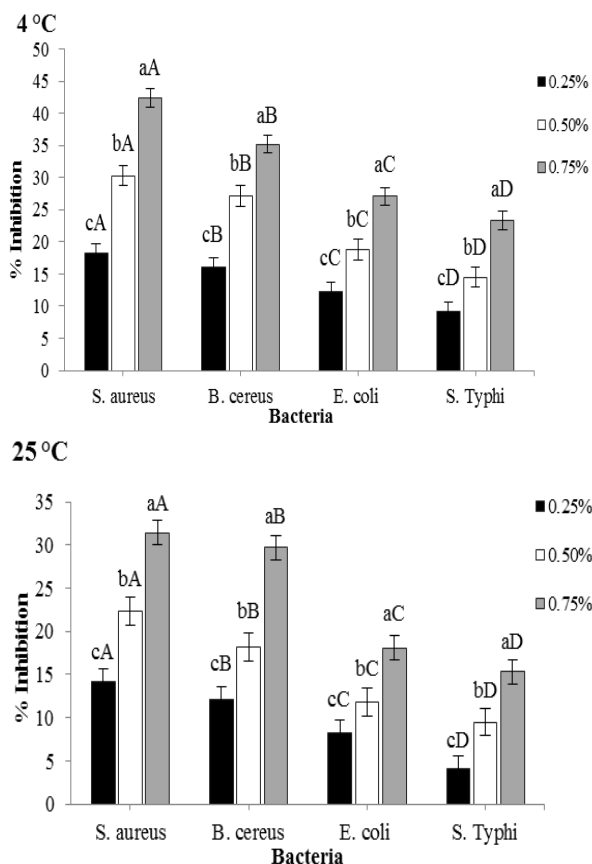 4 °C
50
45
40
35
30
25
20
15
10
5
0
% Inhibition
cA bA aA cB bB aB cC bC aC cD bD aD
0.25%
0.50%
0.75%
S. aureus B. cereus E. coli S. Typhi
Bacteria
25 °C
35
30
25
20
15
10
5
0
% Inhibition
cA bA aA cB bB aB cC bC aC cD bD aD
0.25%
0.50%
0.75%
S. aureus B. cereus E. coli S. Typhi
Bacteria